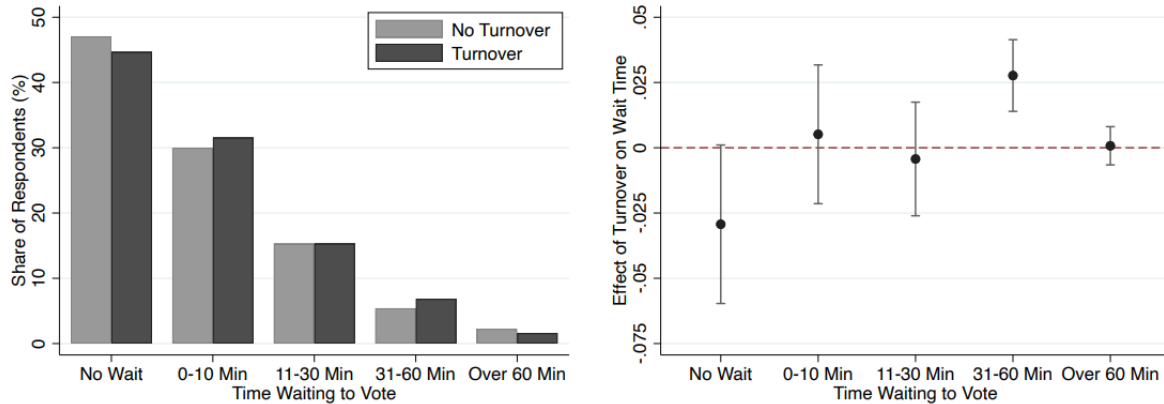 Share of Respondents (%)
50
40
30
20
10
0
No Turnover
Turnover
No Wait
0-10 Min
11-30 Min
31-60 Min
Over 60 Min
Time Waiting to Vote
Effect of Turnover on Wait Time
.05
.025
0
-.025
-.05
-.075
No Wait
0-10 Min
11-30 Min
31-60 Min
Over 60 Min
Time Waiting to Vote